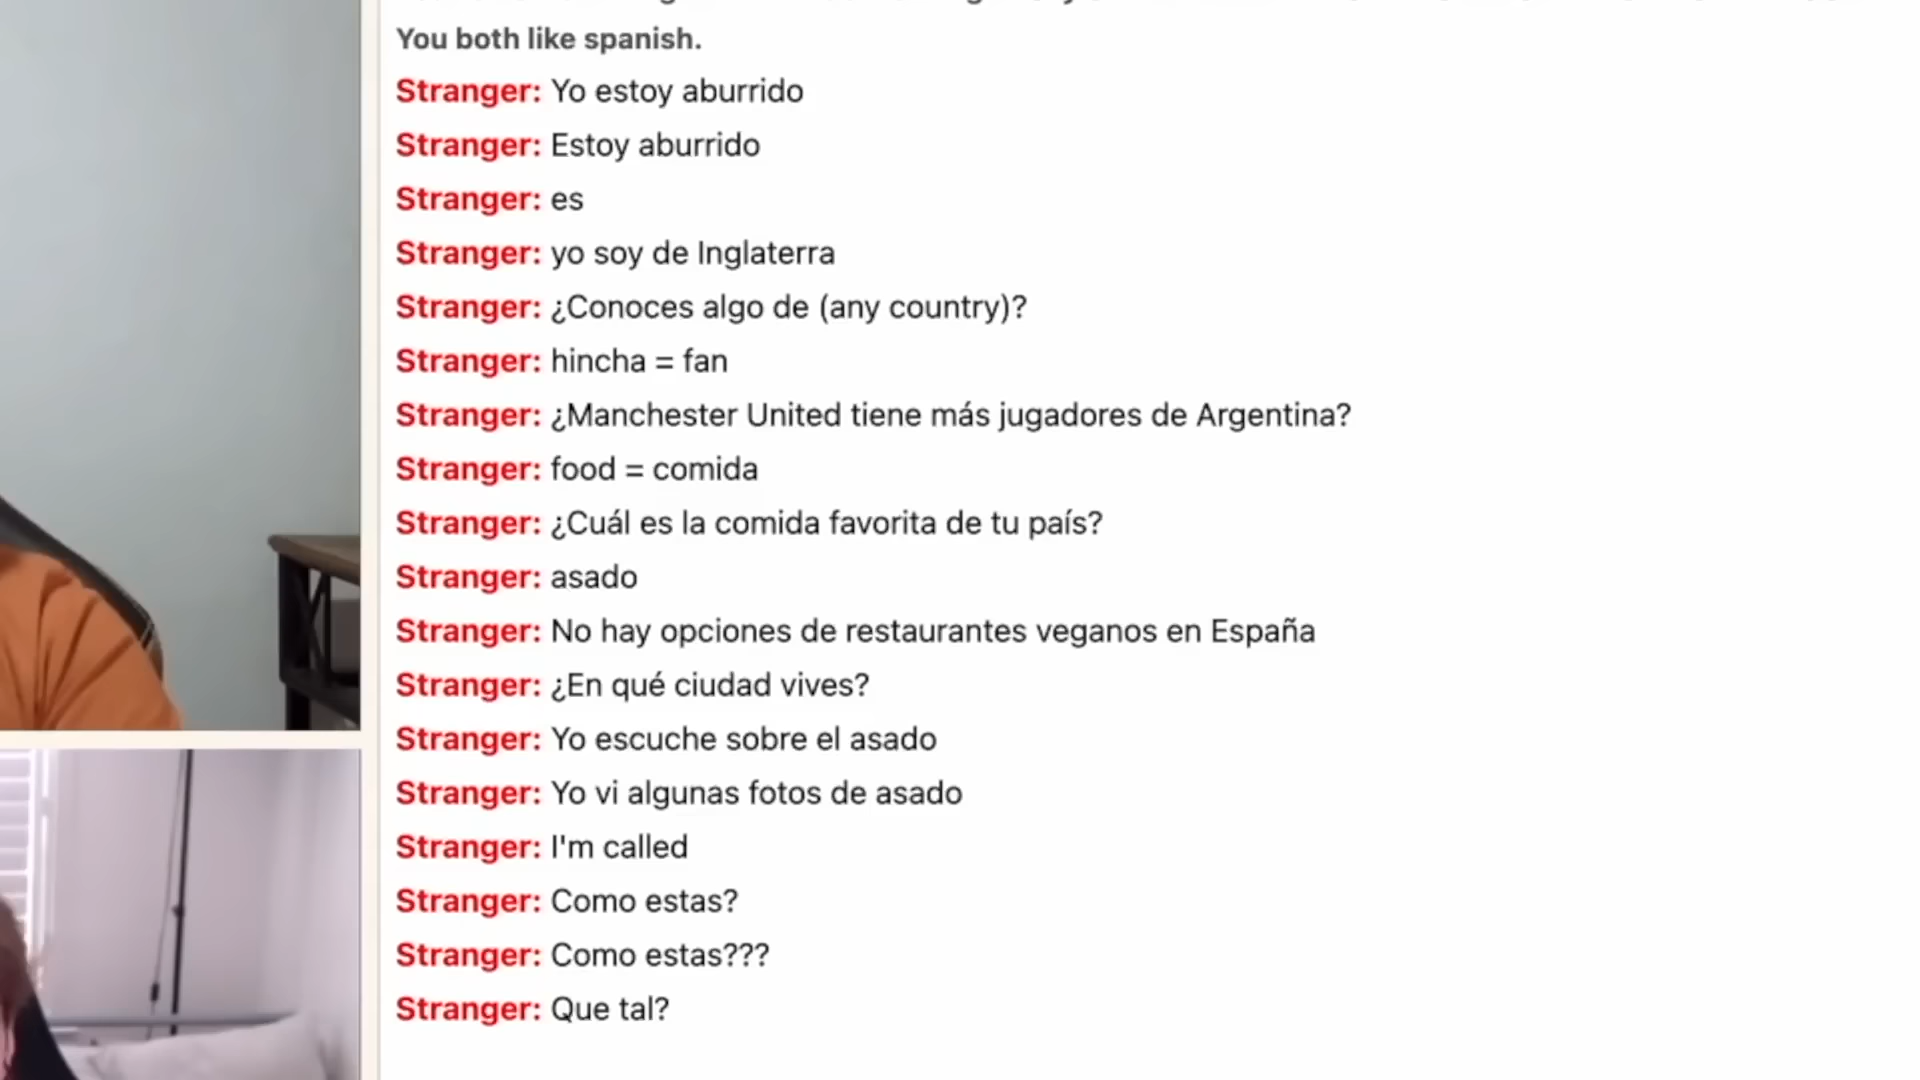 You both like spanish.
Stranger: Yo estoy aburrido
Stranger: Estoy aburrido
Stranger: es
Stranger: yo soy de Inglaterra
Stranger: ¿Conoces algo de (any country)?
Stranger: hincha = fan
Stranger: ¿Manchester United tiene más jugadores de Argentina?
Stranger: food = comida
Stranger: ¿Cuál es la comida favorita de tu país?
Stranger: asado
Stranger: No hay opciones de restaurantes veganos en España
Stranger: ¿En qué ciudad vives?
Stranger: Yo escuche sobre el asado
Stranger: Yo vi algunas fotos de asado
Stranger: I'm called
Stranger: Como estas?
Stranger: Como estas???
Stranger: Que tal?